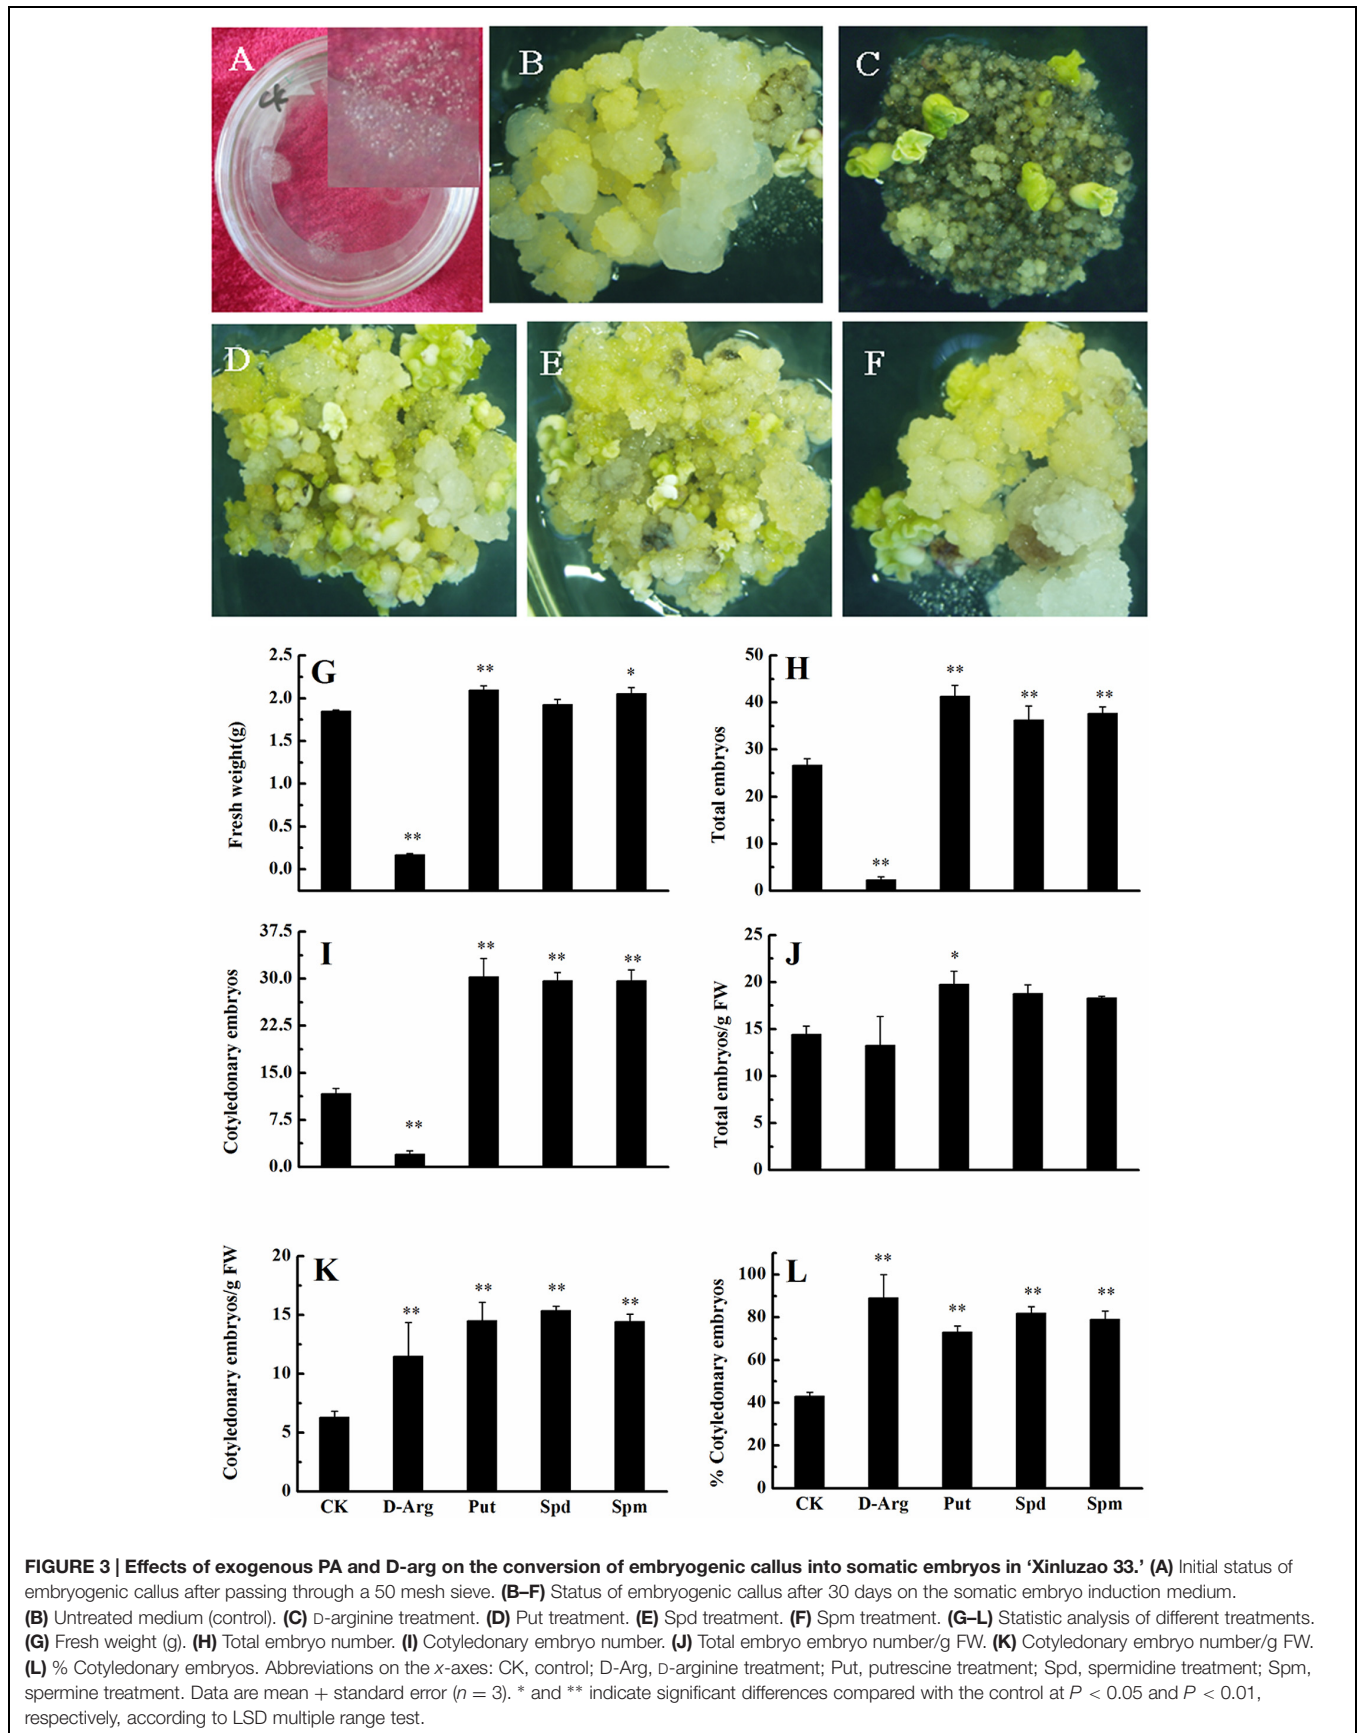 A
CK
B
C
D
E
F
G
Fresh weight(g)
2.5
2.0
1.5
1.0
0.5
0.0
**
**
*
H
Total embryos
50
40
30
20
10
0
**
**
**
**
I
Cotyledonary embryos
37.5
30.0
22.5
15.0
7.5
0.0
**
**
**
**
J
Total embryos/g FW
25
20
15
10
5
0
*
K
Cotyledonary embryos/g FW
20
15
10
5
0
**
**
**
**
CK D-Arg Put Spd Spm
L
% Cotyledonary embryos
100
80
60
40
20
0
**
**
**
**
CK D-Arg Put Spd Spm
FIGURE 3 | Effects of exogenous PA and D-arg on the conversion of embryogenic callus into somatic embryos in ‘Xinluzao 33.’ (A) Initial status of
embryogenic callus after passing through a 50 mesh sieve. (B–F) Status of embryogenic callus after 30 days on the somatic embryo induction medium.
(B) Untreated medium (control). (C) D-arginine treatment. (D) Put treatment. (E) Spd treatment. (F) Spm treatment. (G–L) Statistic analysis of different treatments.
(G) Fresh weight (g). (H) Total embryo number. (I) Cotyledonary embryo number. (J) Total embryo embryo number/g FW. (K) Cotyledonary embryo number/g FW.
(L) % Cotyledonary embryos. Abbreviations on the x-axes: CK, control; D-Arg, D-arginine treatment; Put, putrescine treatment; Spd, spermidine treatment; Spm,
spermine treatment. Data are mean + standard error (n = 3). * and ** indicate significant differences compared with the control at P < 0.05 and P < 0.01,
respectively, according to LSD multiple range test.